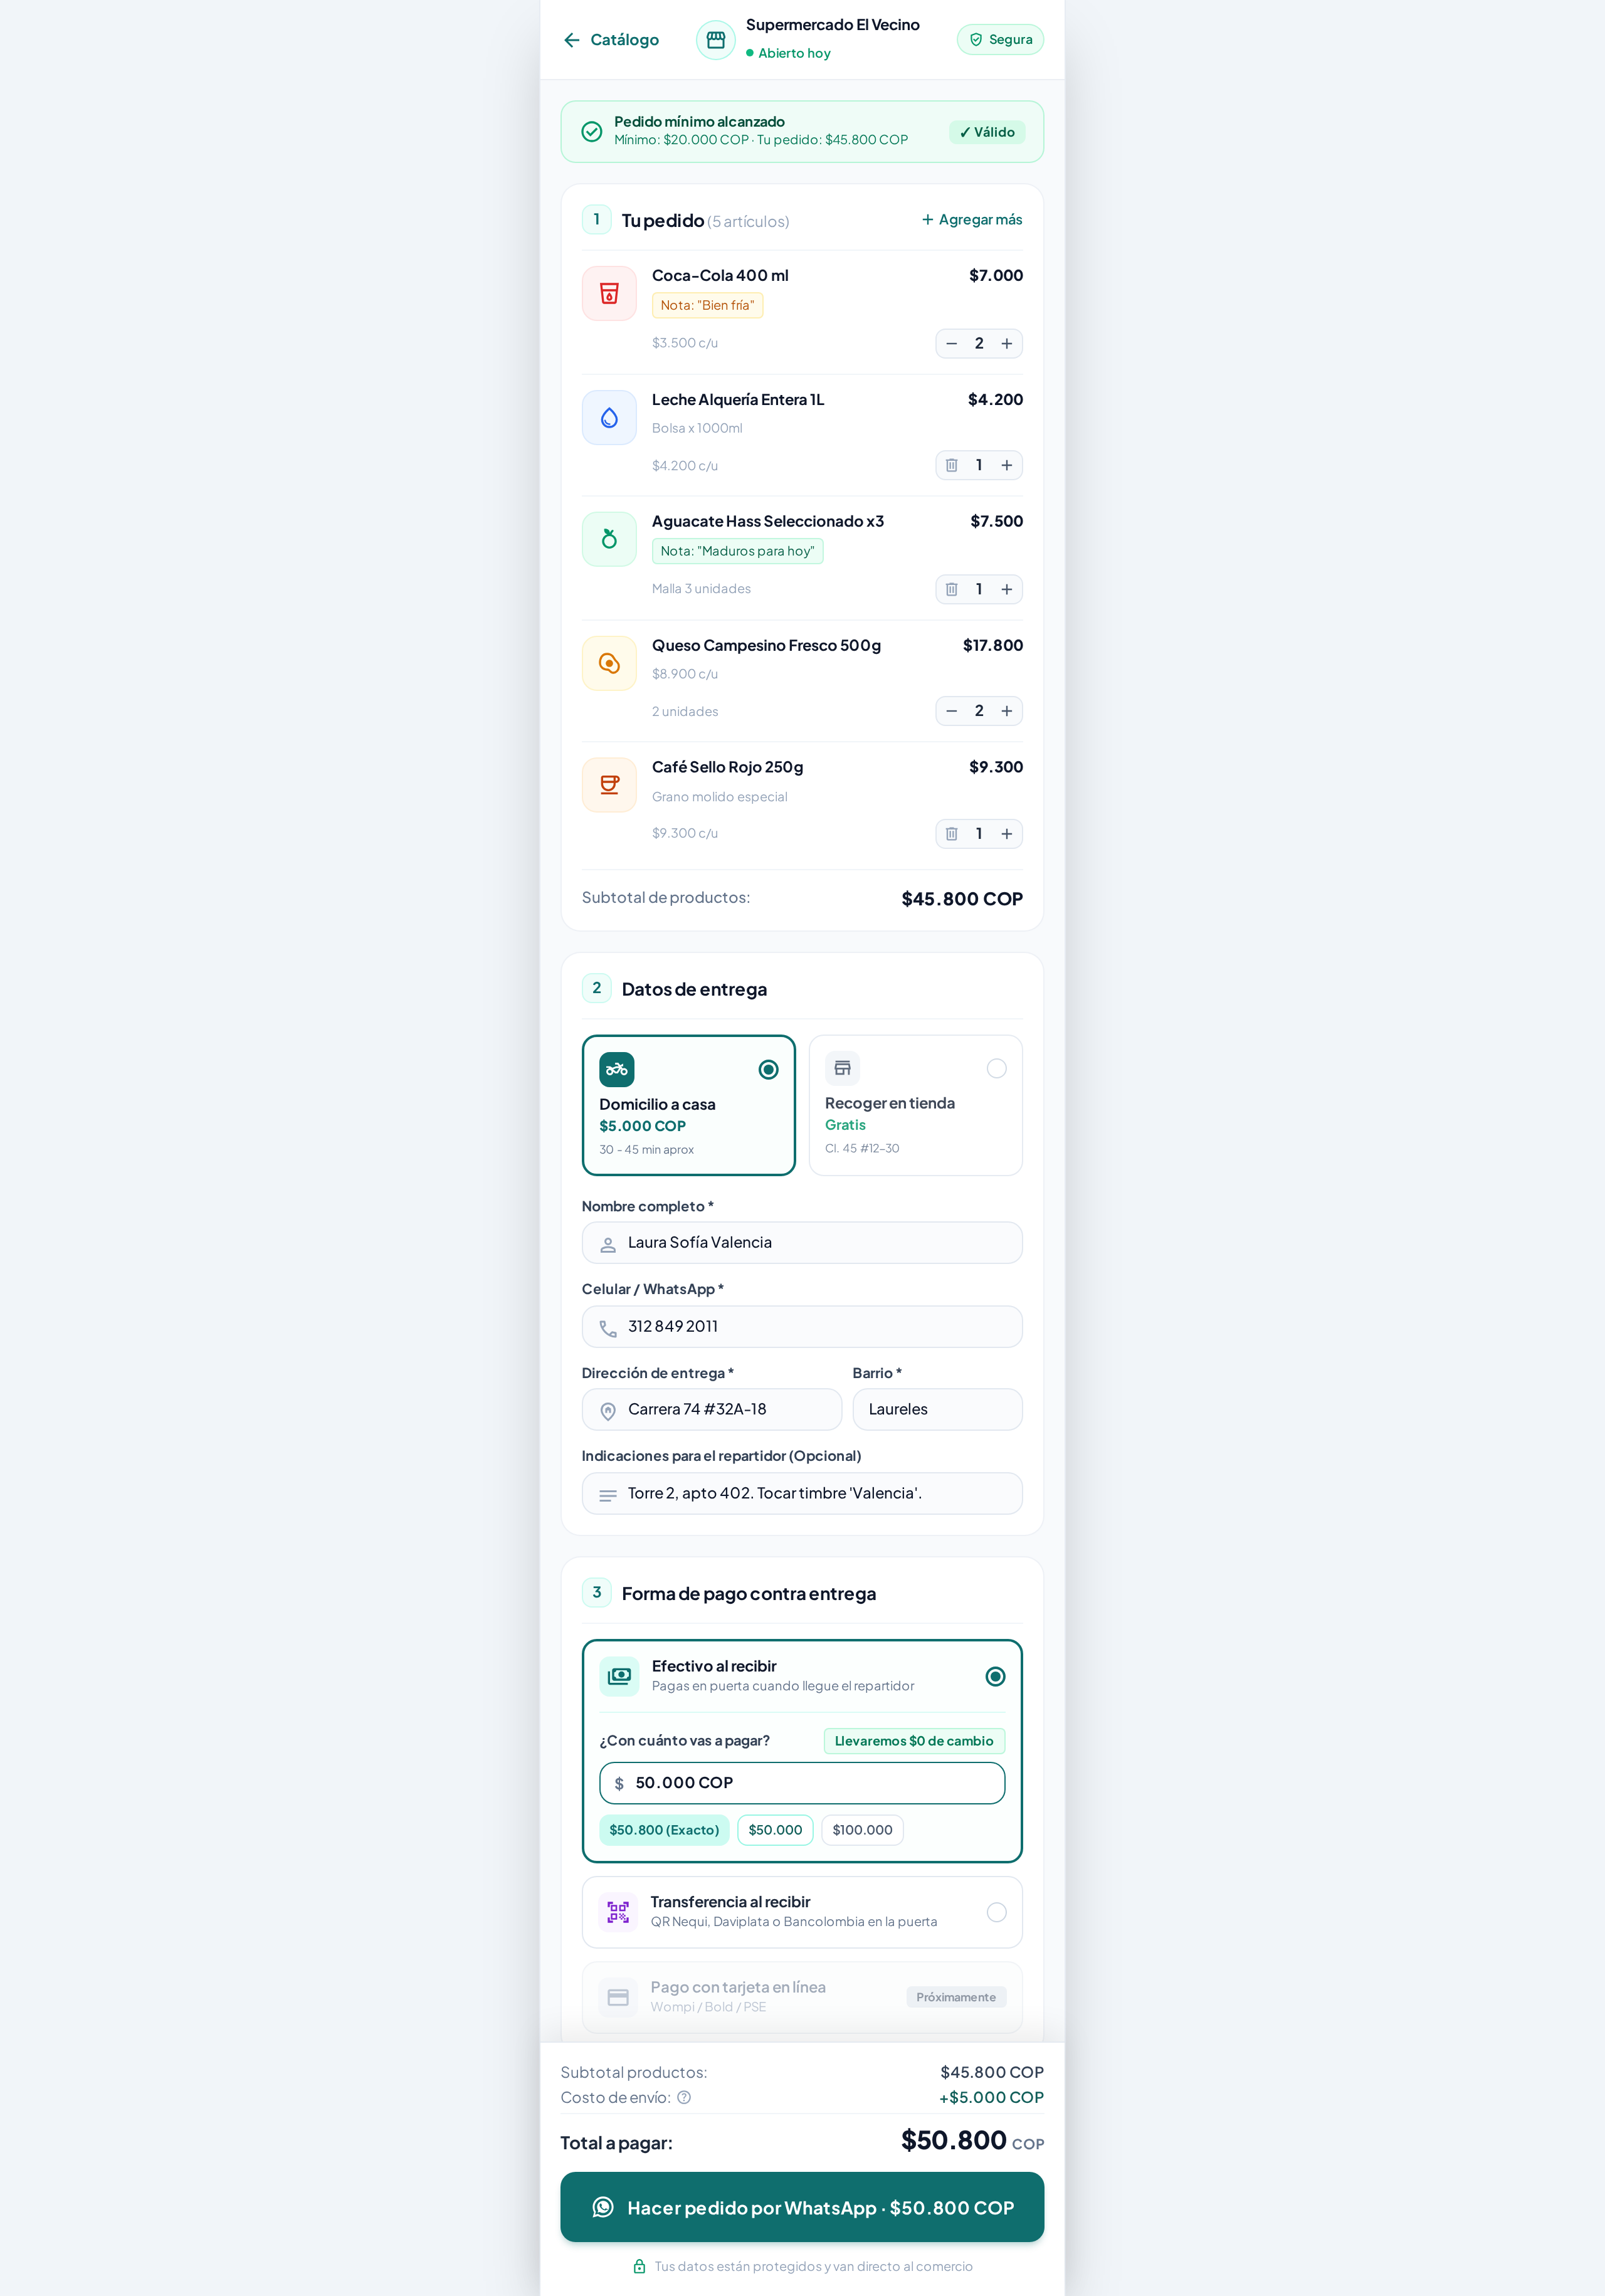 Catálogo
Supermercado El Vecino
Abierto hoy
Segura
Pedido mínimo alcanzado
Mínimo: $20.000 COP · Tu pedido: $45.800 COP
✓ Válido
1 Tu pedido (5 artículos)
+ Agregar más
Coca-Cola 400 ml $7.000
Nota: "Bien fría"
$3.500 c/u
− 2 +
Leche Alquería Entera 1L $4.200
Bolsa x 1000ml
$4.200 c/u
1 +
Aguacate Hass Seleccionado x3 $7.500
Nota: "Maduros para hoy"
Malla 3 unidades
1 +
Queso Campesino Fresco 500g $17.800
$8.900 c/u
2 unidades
− 2 +
Café Sello Rojo 250g $9.300
Grano molido especial
$9.300 c/u
1 +
Subtotal de productos: $45.800 COP
2 Datos de entrega
Domicilio a casa
$5.000 COP
30 - 45 min aprox
Recoger en tienda
Gratis
Cl. 45 #12-30
Nombre completo *
Laura Sofía Valencia
Celular / WhatsApp *
312 849 2011
Dirección de entrega *
Carrera 74 #32A-18
Barrio *
Laureles
Indicaciones para el repartidor (Opcional)
Torre 2, apto 402. Tocar timbre 'Valencia'.
3 Forma de pago contra entrega
Efectivo al recibir
Pagas en puerta cuando llegue el repartidor
¿Con cuánto vas a pagar?
Llevaremos $0 de cambio
$ 50.000 COP
$50.800 (Exacto) $50.000 $100.000
Transferencia al recibir
QR Nequi, Daviplata o Bancolombia en la puerta
Pago con tarjeta en línea
Wompi / Bold / PSE
Próximamente
Subtotal productos: $45.800 COP
Costo de envío: +$5.000 COP
Total a pagar: $50.800 COP
Hacer pedido por WhatsApp · $50.800 COP
Tus datos están protegidos y van directo al comercio